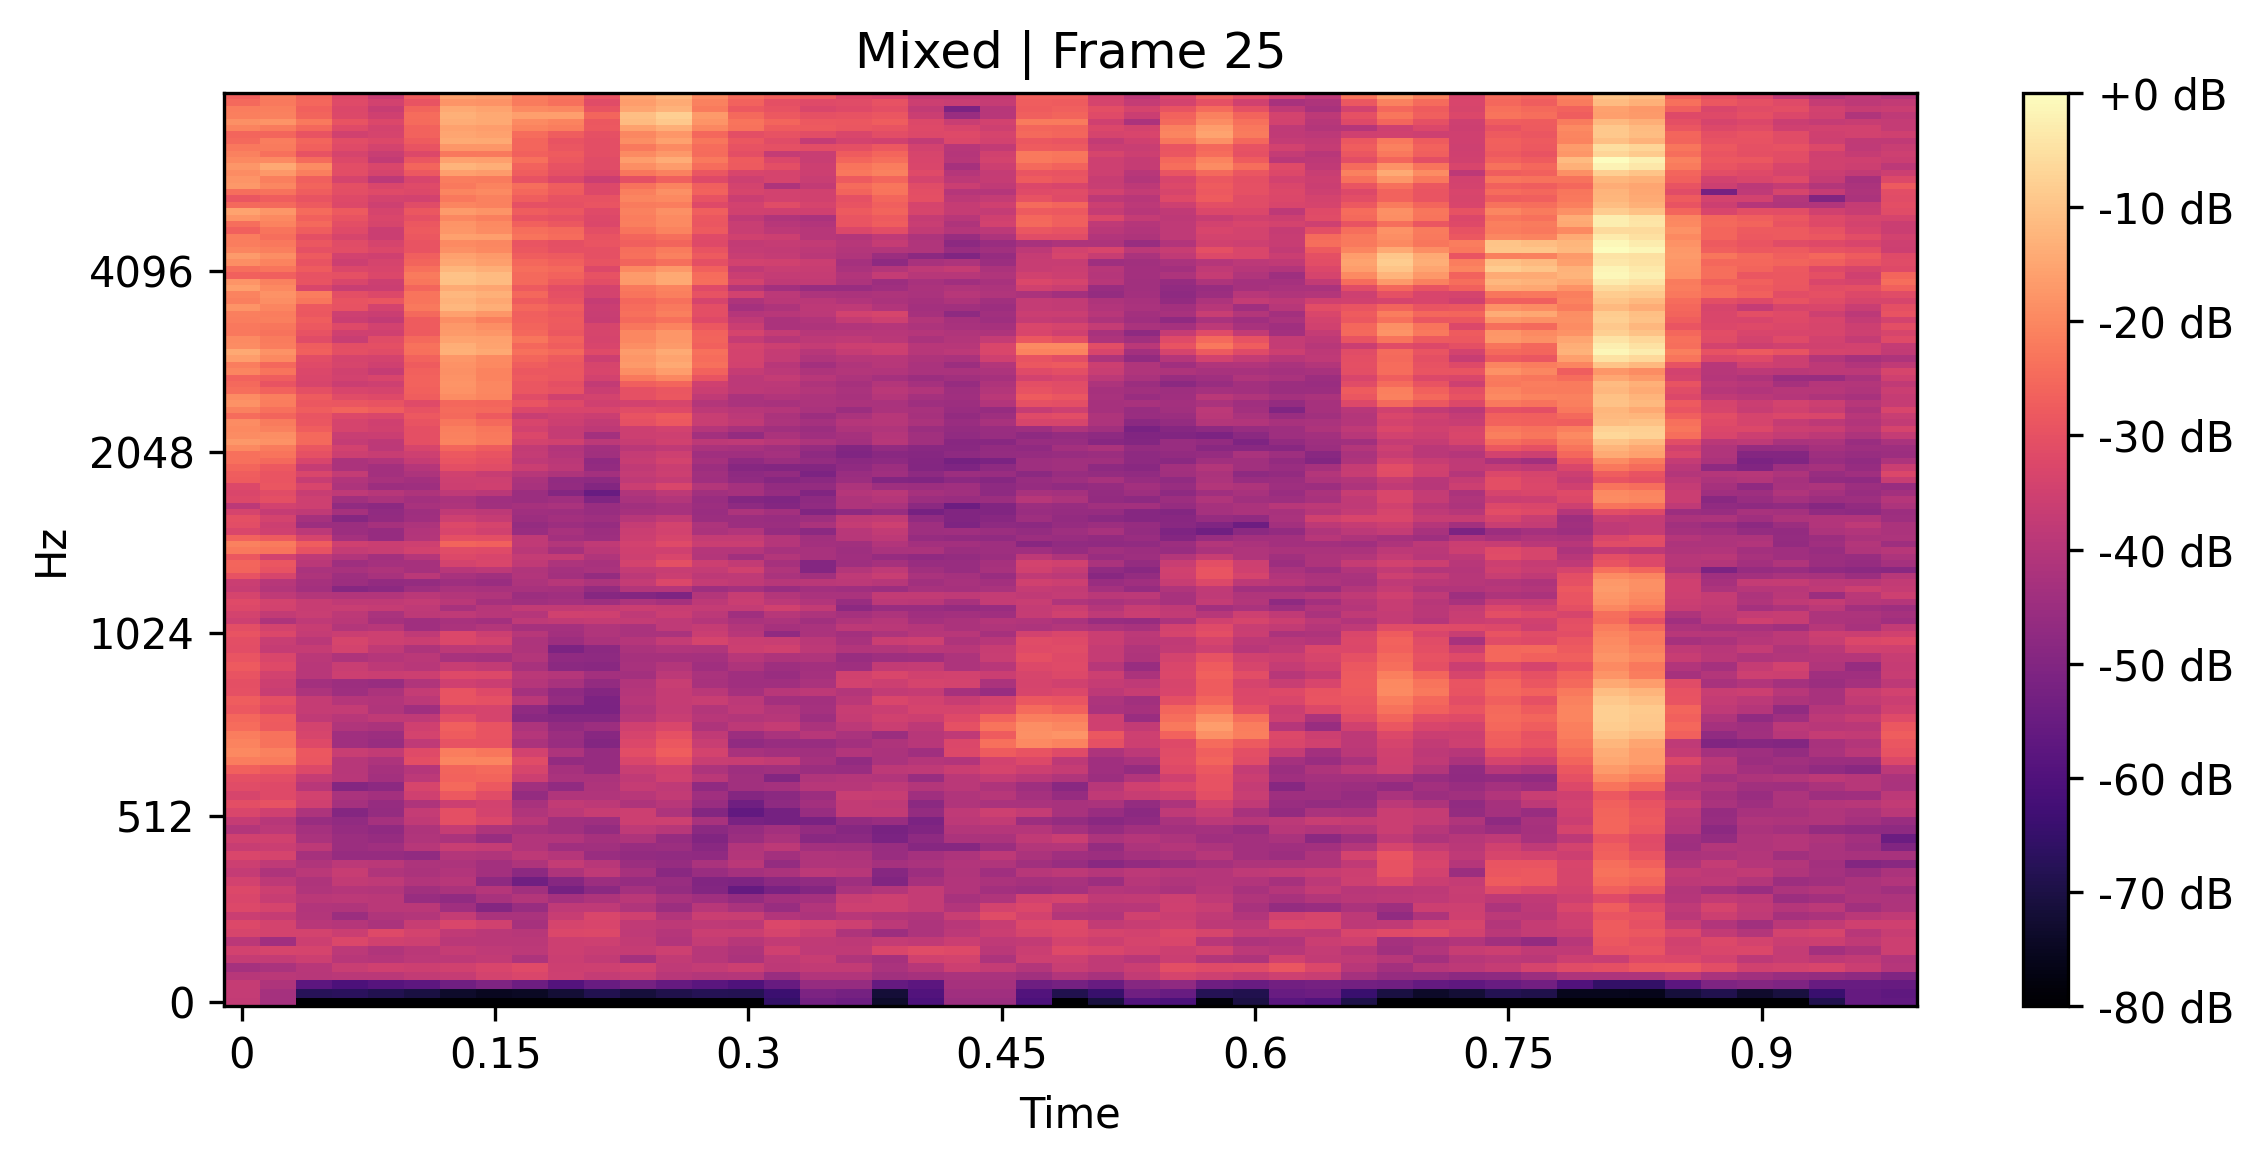 Mixed | Frame 25
+0 dB
-10 dB
-20 dB
-30 dB
-40 dB
-50 dB
-60 dB
-70 dB
-80 dB
Hz
4096
2048
1024
512
0
0
0.15
0.3
0.45
0.6
0.75
0.9
Time